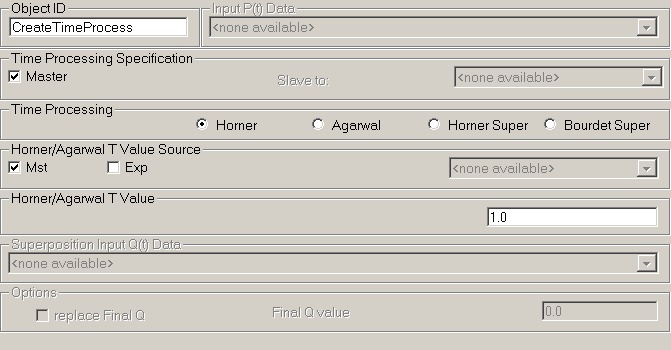 Object ID Input P(t) Data
CreateTimeProcess <none available>
Time Processing Specification
Master Slave to: <none available>
Time Processing
Horner Agarwal Horner Super Bourdet Super
Horner/Agarwal T Value Source
Mst Exp <none available>
Horner/Agarwal T Value
1.0
Superposition Input Q(t) Data
<none available>
Options
replace Final Q Final Q value 0.0